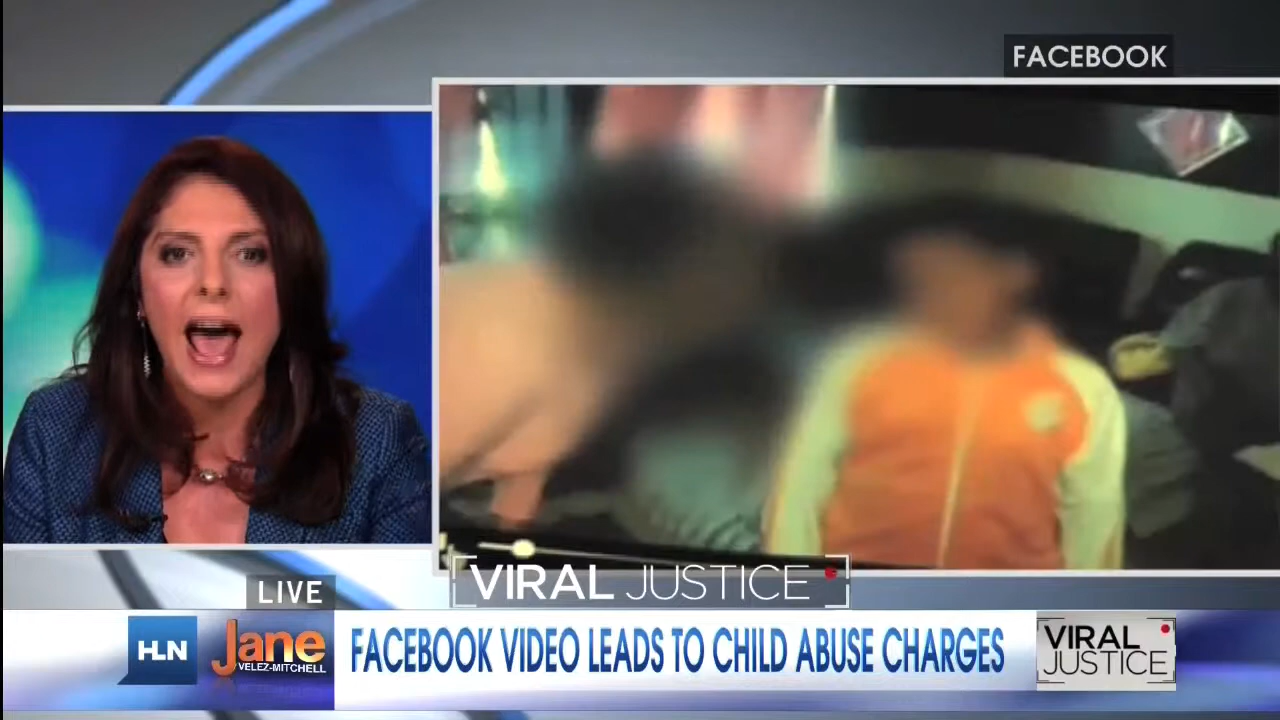 FACEBOOK
VIRAL JUSTICE
LIVE
HLN
Jane
VELEZ-MITCHELL
FACEBOOK VIDEO LEADS TO CHILD ABUSE CHARGES
VIRAL
JUSTICE